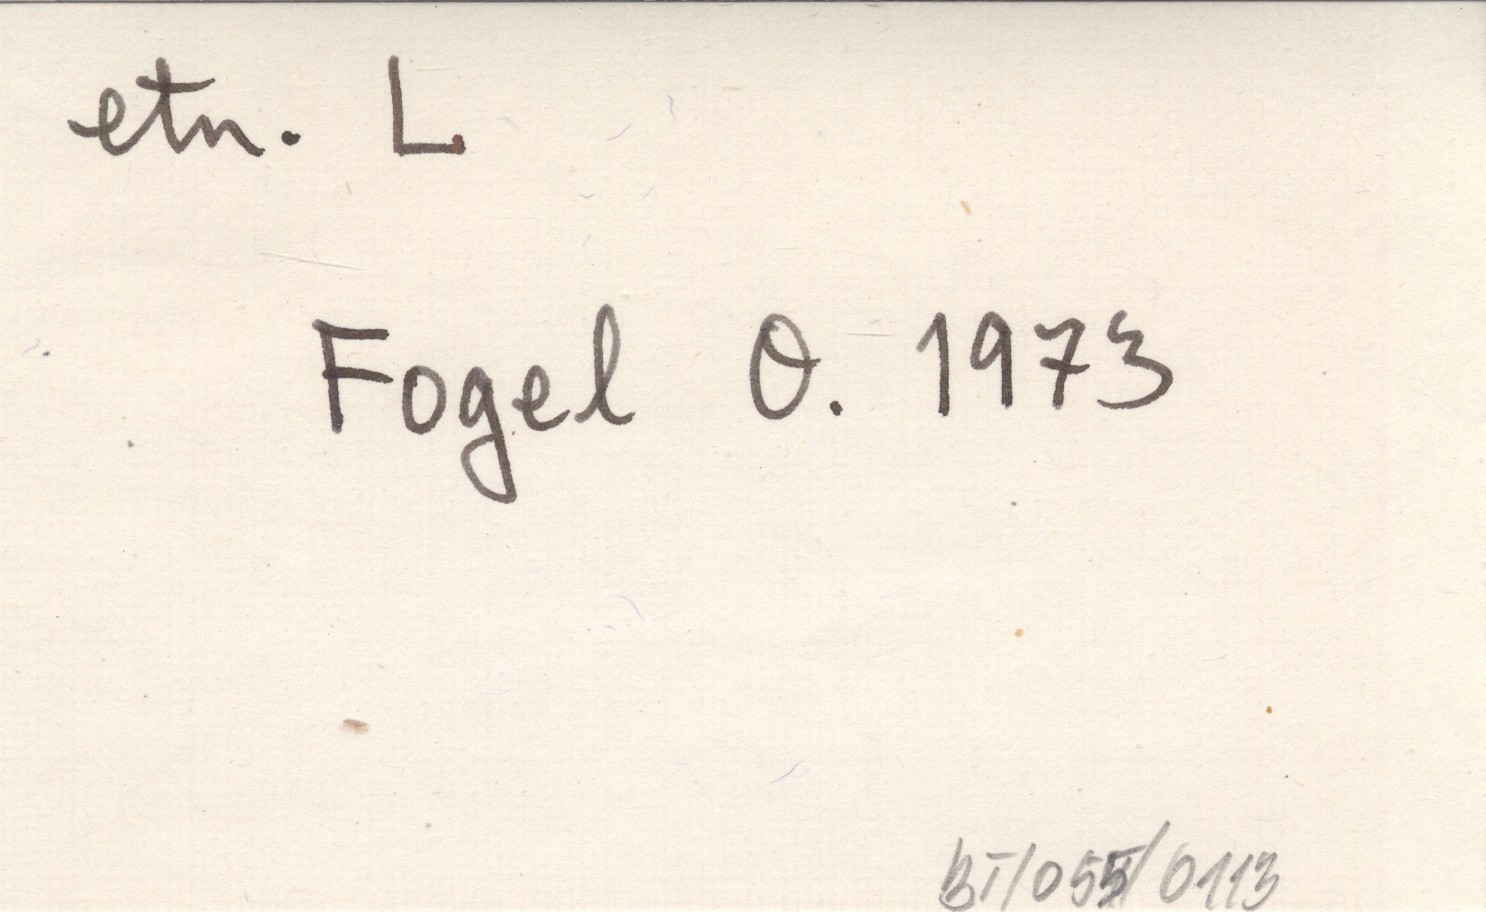 etn. L.
Fogel O. 1973
BT/055/0113